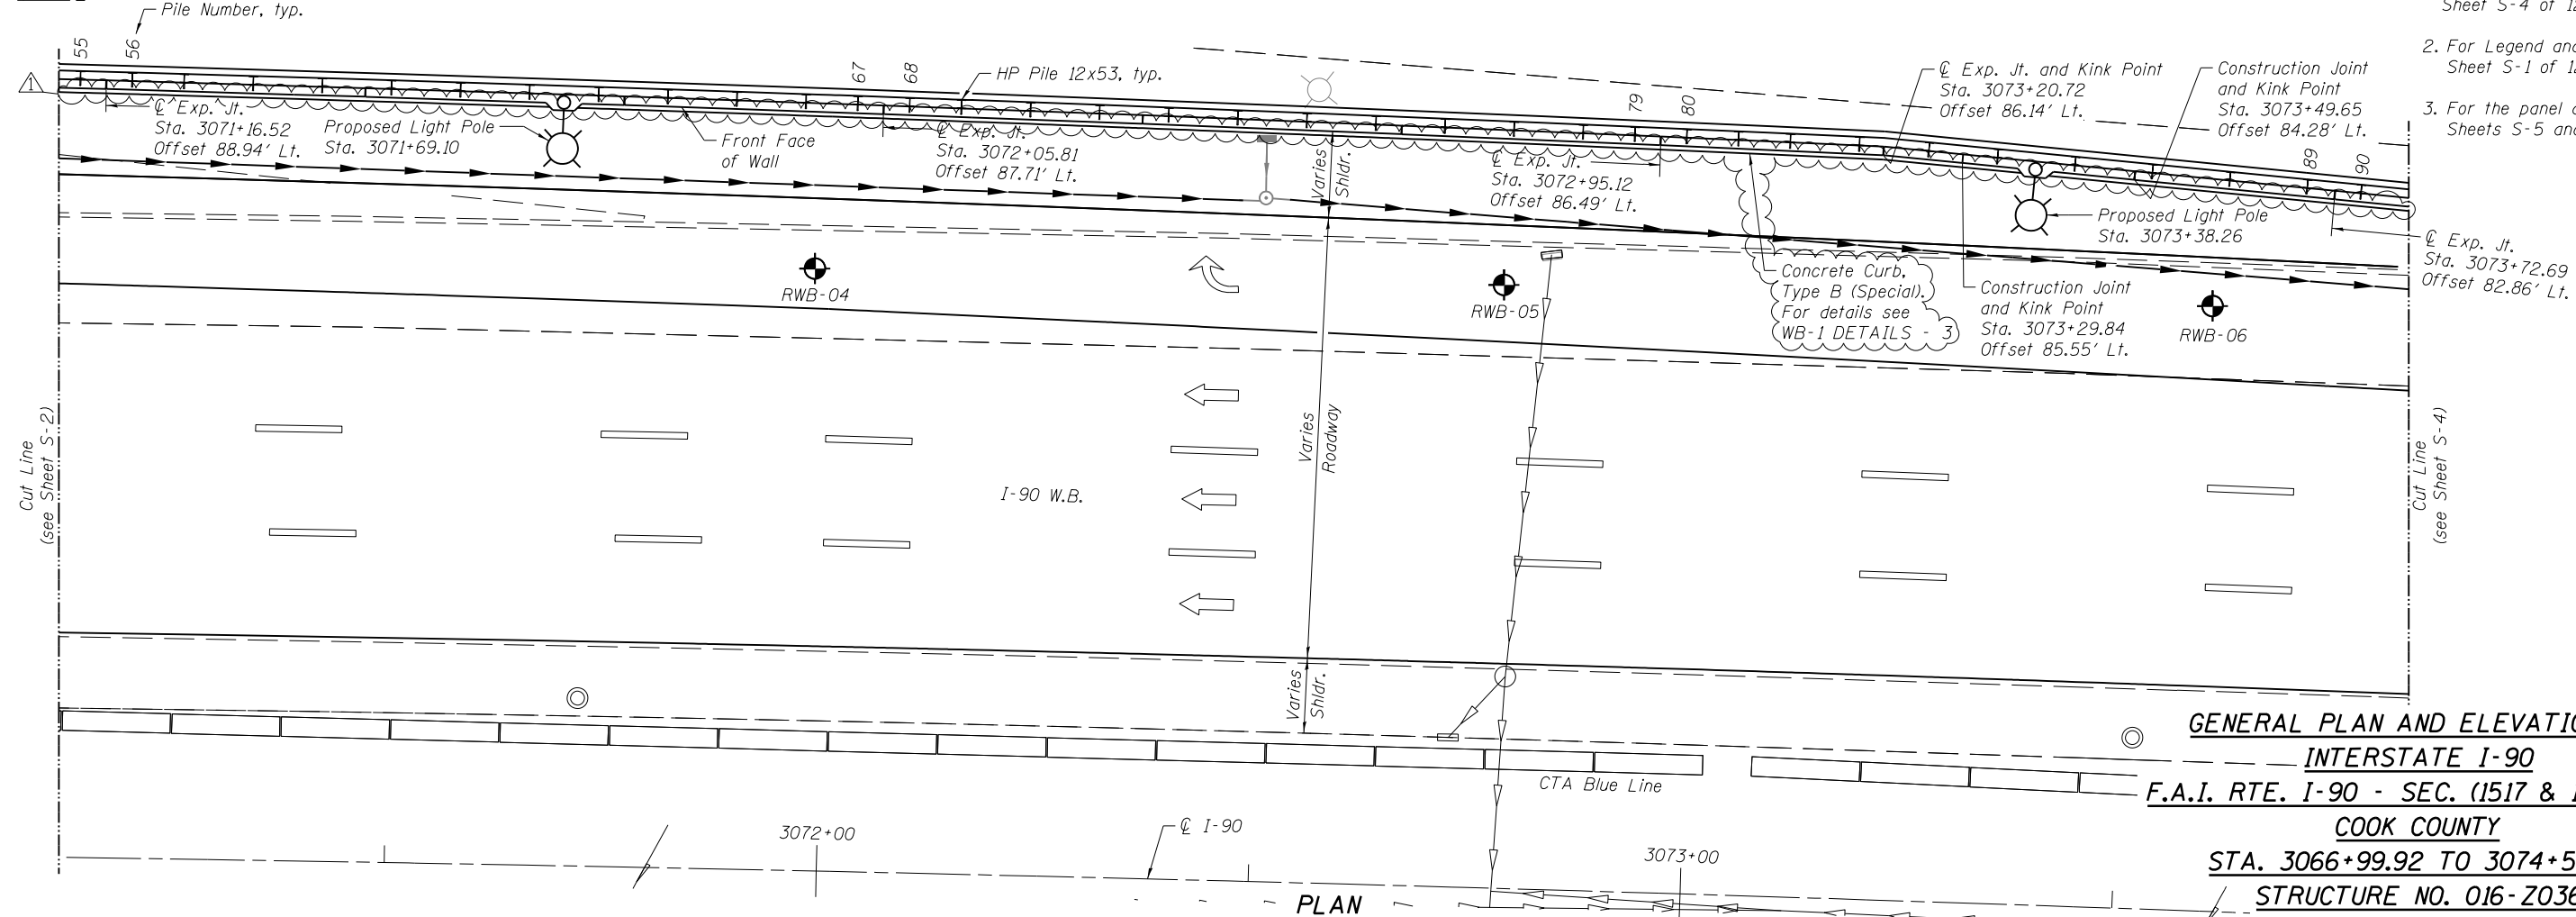 Pile Number, typ.
55
56
67
68
79
80
89
90
1
HP Pile 12x53, typ.
℄ Exp. Jt.
Sta. 3071+16.52
Offset 88.94' Lt.
Proposed Light Pole
Sta. 3071+69.10
Front Face
of Wall
℄ Exp. Jt.
Sta. 3072+05.81
Offset 87.71' Lt.
Varies
Shldr.
℄ Exp. Jt.
Sta. 3072+95.12
Offset 86.49' Lt.
℄ Exp. Jt. and Kink Point
Sta. 3073+20.72
Offset 86.14' Lt.
Construction Joint
and Kink Point
Sta. 3073+49.65
Offset 84.28' Lt.
Sheet S-4 of 12
2. For Legend and
Sheet S-1 of 12
3. For the panel
Sheets S-5 and
Proposed Light Pole
Sta. 3073+38.26
℄ Exp. Jt.
Sta. 3073+72.69
Offset 82.86' Lt.
RWB-04
RWB-05
RWB-06
Concrete Curb,
Type B (Special).
For details see
WB-1 DETAILS - 3
Construction Joint
and Kink Point
Sta. 3073+29.84
Offset 85.55' Lt.
Cut Line
(see Sheet S-2)
I-90 W.B.
Varies
Roadway
Cut Line
(see Sheet S-4)
Varies
Shldr.
CTA Blue Line
3072+00
℄ I-90
3073+00
PLAN
GENERAL PLAN AND ELEVATIO
INTERSTATE I-90
F.A.I. RTE. I-90 - SEC. (1517 &
COOK COUNTY
STA. 3066+99.92 TO 3074+5
STRUCTURE NO. 016-Z036